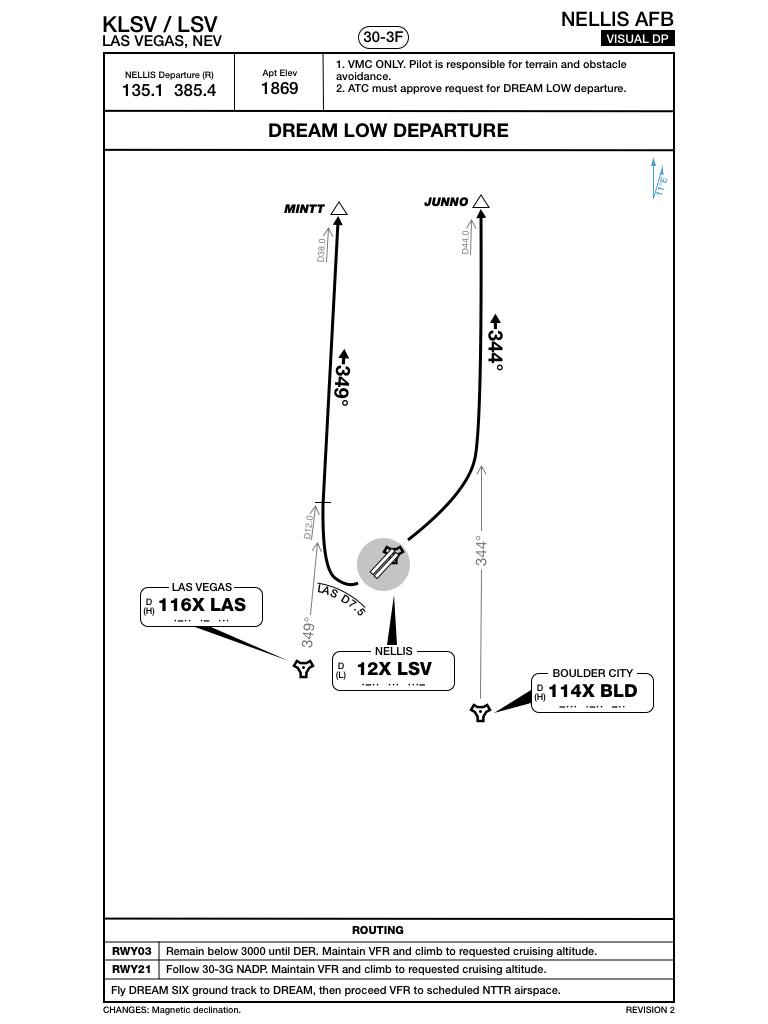 KLSV / LSV
LAS VEGAS, NEV
30-3F
NELLIS AFB
VISUAL DP
NELLIS Departure (R)
135.1 385.4
Apt Elev
1869
1. VMC ONLY. Pilot is responsible for terrain and obstacle
avoidance.
2. ATC must approve request for DREAM LOW departure.
DREAM LOW DEPARTURE
11°E
MINTT
JUNNO
D38.0
D44.0
344°
349°
D12.0
344°
LAS D7.5
349°
LAS VEGAS
D
(H)
116X LAS
NELLIS
D
(L)
12X LSV
BOULDER CITY
D
(H)
114X BLD
ROUTING
RWY03 Remain below 3000 until DER. Maintain VFR and climb to requested cruising altitude.
RWY21 Follow 30-3G NADP. Maintain VFR and climb to requested cruising altitude.
Fly DREAM SIX ground track to DREAM, then proceed VFR to scheduled NTTR airspace.
CHANGES: Magnetic declination.
REVISION 2